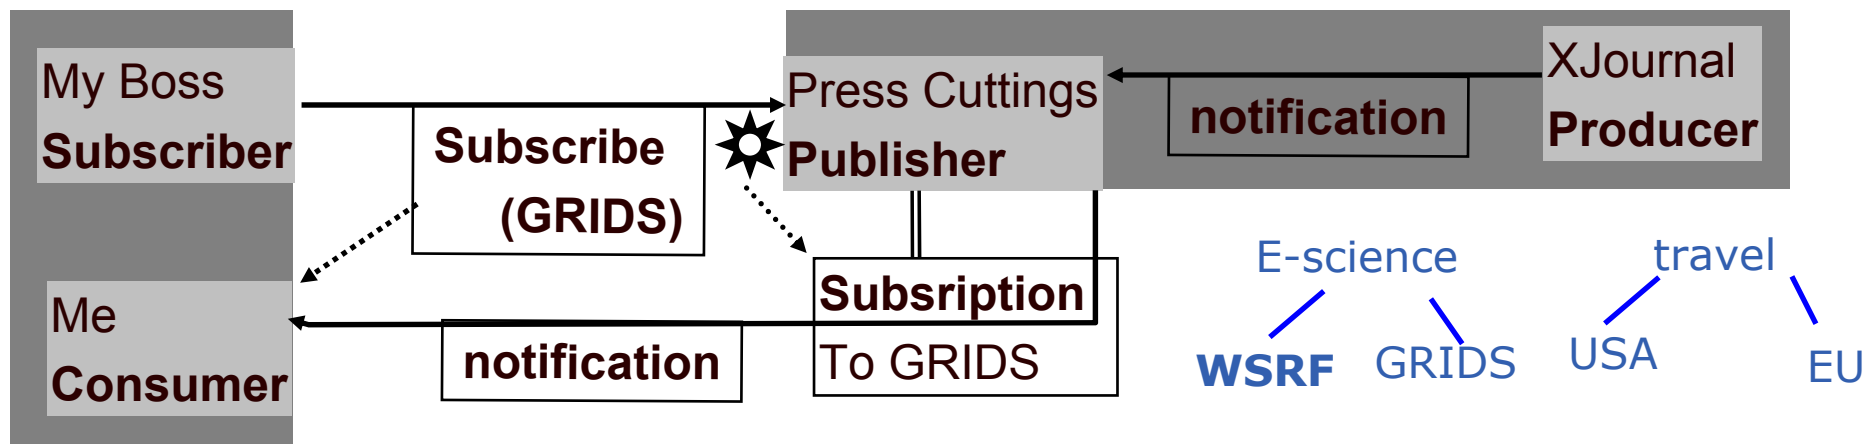 My Boss
Subscriber
Subscribe
(GRIDS)
Press Cuttings
Publisher
notification
XJournal
Producer
Me
Consumer
notification
Subsription
To GRIDS
E-science
WSRF
GRIDS
travel
USA
EU